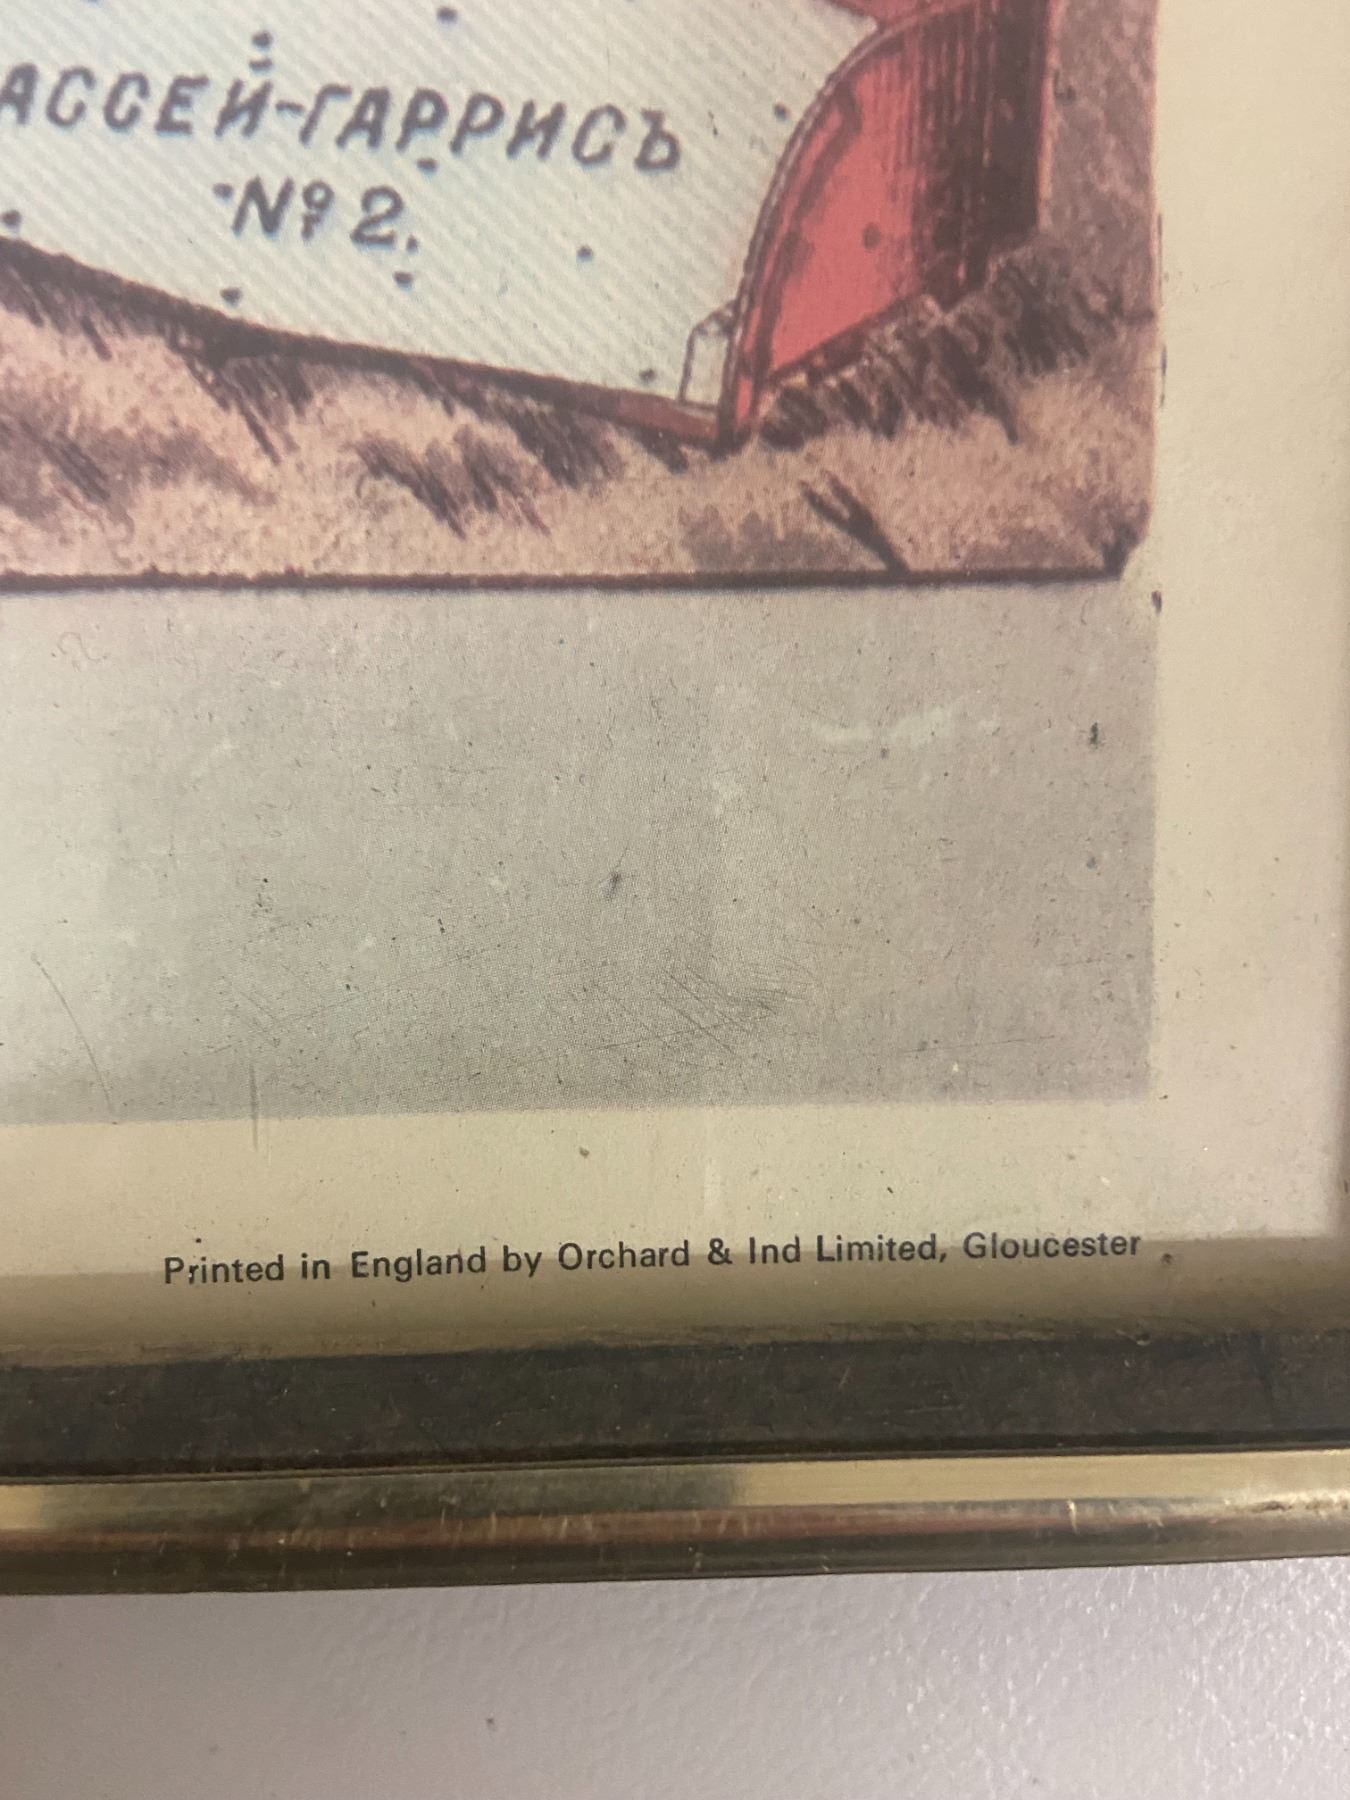 АССЕЙ-ГАРРИСЪ
№ 2.
Printed in England by Orchard & Ind Limited, Gloucester